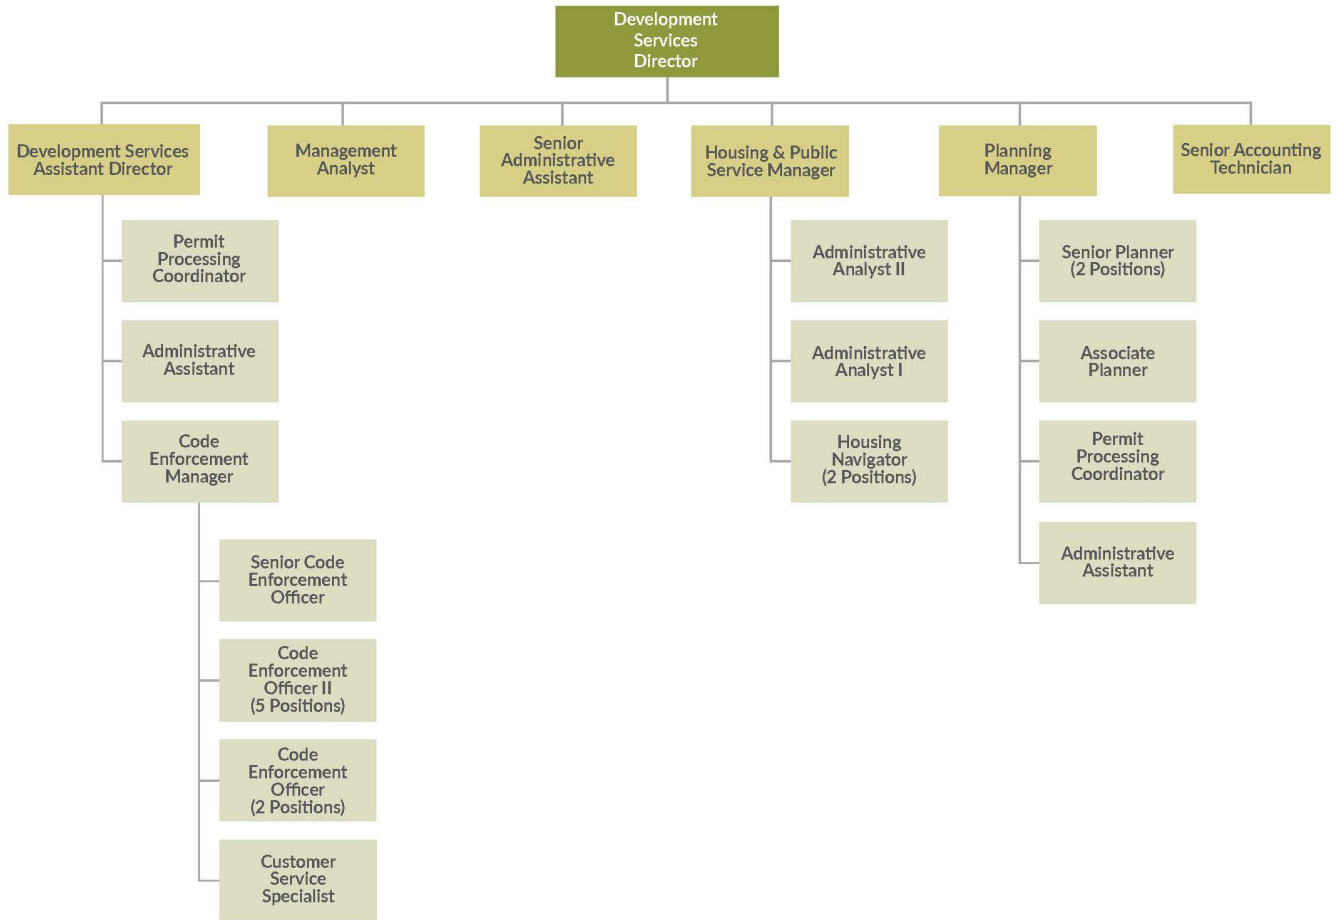 Development
Services
Director
Development Services
Assistant Director
Management
Analyst
Senior
Administrative
Assistant
Housing & Public
Service Manager
Planning
Manager
Senior Accounting
Technician
Permit
Processing
Coordinator
Administrative
Assistant
Code
Enforcement
Manager
Senior Code
Enforcement
Officer
Code
Enforcement
Officer II
(5 Positions)
Code
Enforcement
Officer
(2 Positions)
Customer
Service
Specialist
Administrative
Analyst II
Administrative
Analyst I
Housing
Navigator
(2 Positions)
Senior Planner
(2 Positions)
Associate
Planner
Permit
Processing
Coordinator
Administrative
Assistant